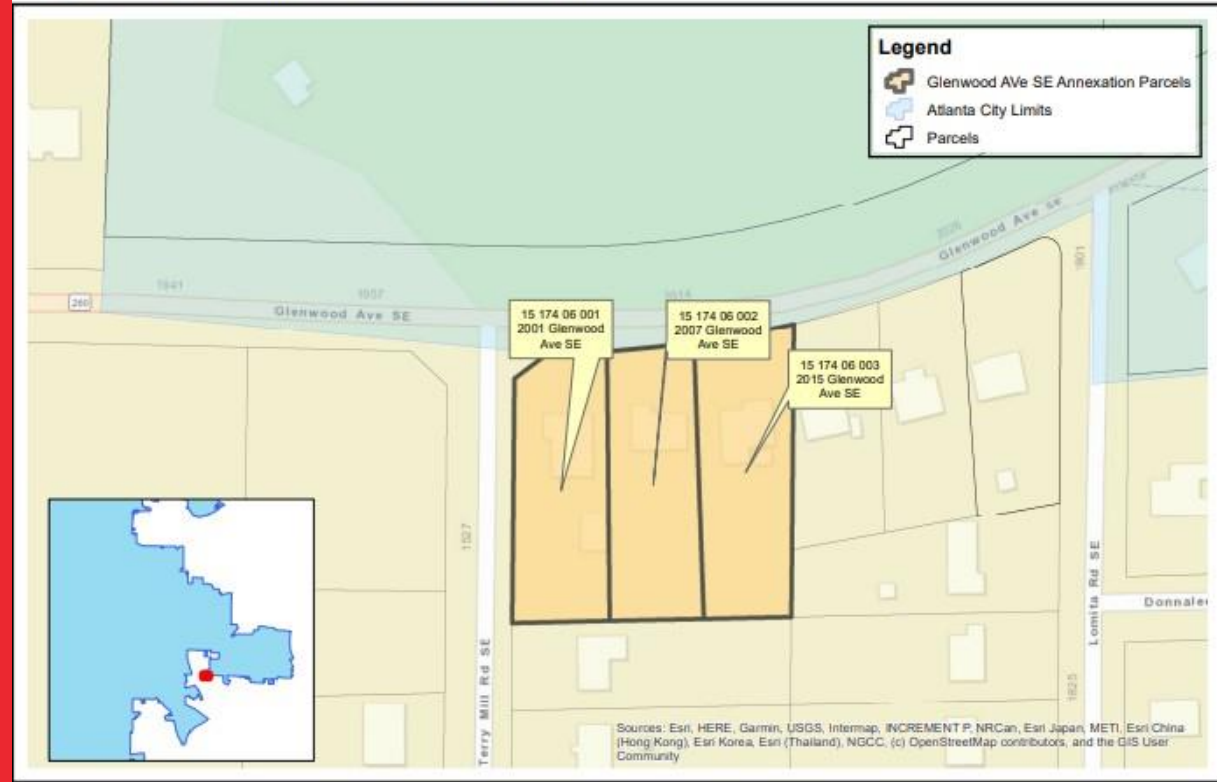 Legend
Glenwood AVe SE Annexation Parcels
Atlanta City Limits
Parcels
Glenwood Ave SE
1801
260
1941
1957
Glenwood Ave SE
15 174 06 001
2001 Glenwood
Ave SE
15 174 06 002
2007 Glenwood
Ave SE
15 174 06 003
2015 Glenwood
Ave SE
1527
Terry Mill Rd SE
Lomita Rd SE
Donnalee
1825
Sources: Esri, HERE, Garmin, USGS, Intermap, INCREMENT P, NRCan, Esri Japan, METI, Esri China
(Hong Kong), Esri Korea, Esri (Thailand), NGCC, (c) OpenStreetMap contributors, and the GIS User
Community